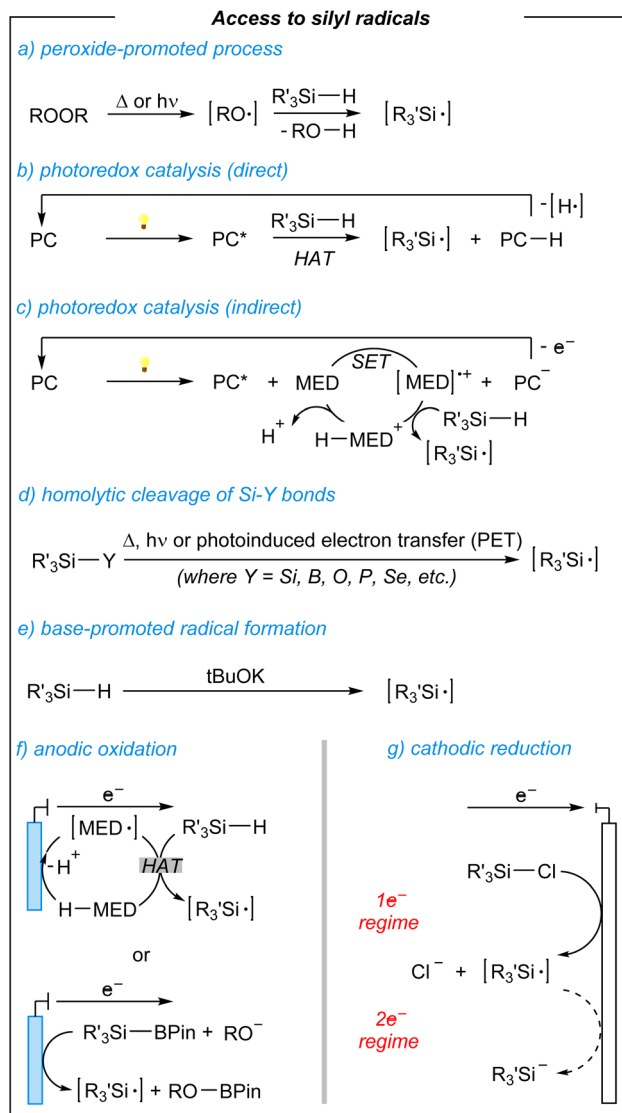 Access to silyl radicals
a) peroxide-promoted process
ROOR Δ or hν [RO·] R'₃Si—H - RO—H [R₃'Si·]
b) photoredox catalysis (direct)
- [H·]
PC PC* R'₃Si—H HAT [R₃'Si·] + PC—H
c) photoredox catalysis (indirect)
- e⁻
SET
PC PC* + MED [MED]•⁺ + PC⁻
R'₃Si—H
H⁺ H—MED⁺
[R₃'Si·]
d) homolytic cleavage of Si-Y bonds
Δ, hν or photoinduced electron transfer (PET)
R'₃Si—Y [R₃'Si·]
(where Y = Si, B, O, P, Se, etc.)
e) base-promoted radical formation
tBuOK
R'₃Si—H [R₃'Si·]
f) anodic oxidation
e⁻
[MED·] R'₃Si—H
-H⁺ HAT
H—MED [R₃'Si·]
or
e⁻
R'₃Si—BPin + RO⁻
[R₃'Si·] + RO—BPin
g) cathodic reduction
e⁻
R'₃Si—Cl
1e⁻
regime
Cl⁻ + [R₃'Si·]
2e⁻
regime
R₃'Si⁻